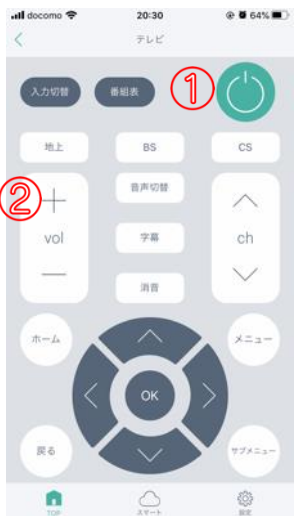 docomo 20:30 64%
テレビ
入力切替 番組表 ①
地上 BS CS
② 音声切替
vol 字幕 ch
消音
ホーム メニュー
OK
戻る サブメニュー
TOP スマート 設定